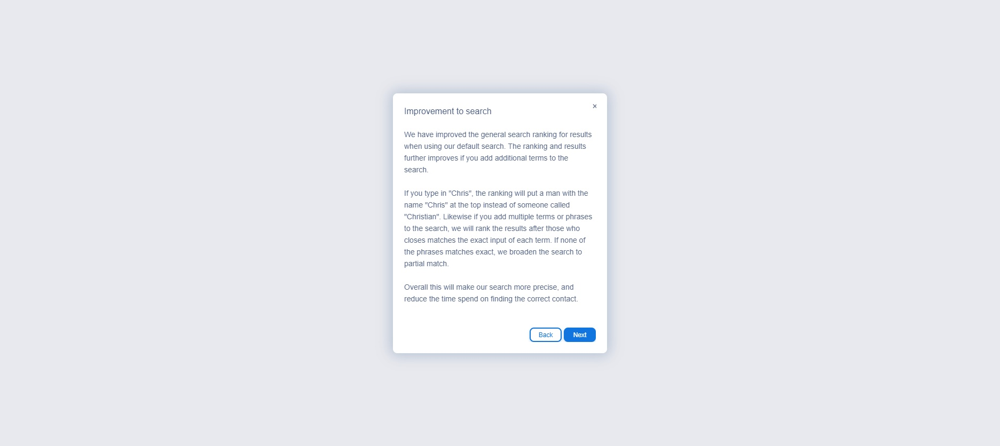 Improvement to search
×
We have improved the general search ranking for results
when using our default search. The ranking and results
further improves if you add additional terms to the
search.
If you type in "Chris", the ranking will put a man with the
name "Chris" at the top instead of someone called
"Christian". Likewise if you add multiple terms or phrases
to the search, we will rank the results after those who
closes matches the exact input of each term. If none of
the phrases matches exact, we broaden the search to
partial match.
Overall this will make our search more precise, and
reduce the time spend on finding the correct contact.
Back Next